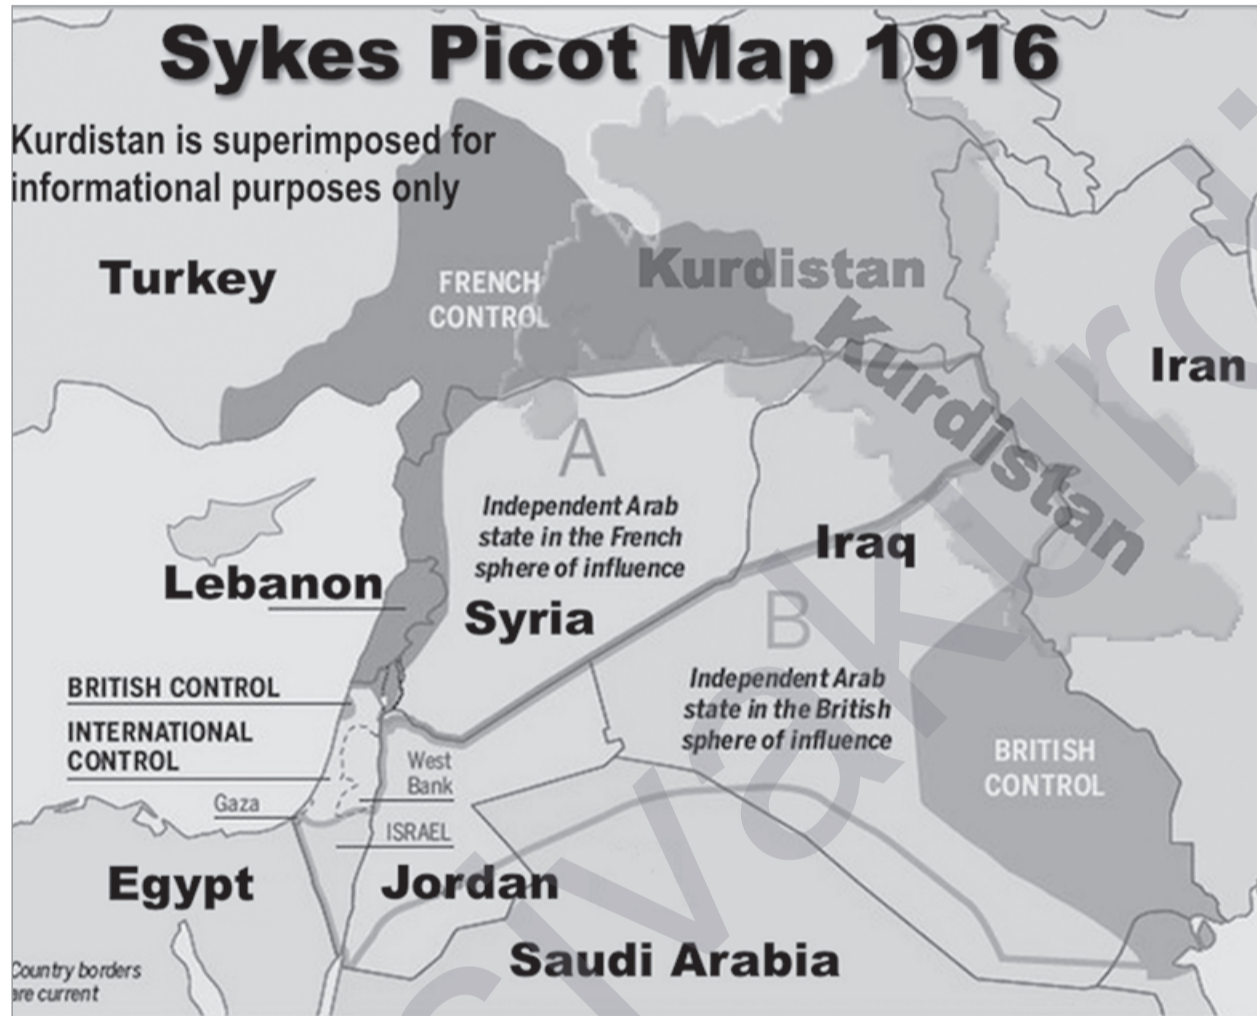 Sykes Picot Map 1916
Kurdistan is superimposed for
informational purposes only
Turkey
FRENCH
CONTROL
Kurdistan
Kurdistan
Iran
A
Independent Arab
state in the French
sphere of influence
Iraq
Lebanon
Syria
B
Independent Arab
state in the British
sphere of influence
BRITISH CONTROL
INTERNATIONAL
CONTROL
BRITISH
CONTROL
West
Bank
Gaza
ISRAEL
Egypt
Jordan
Saudi Arabia
Country borders
are current